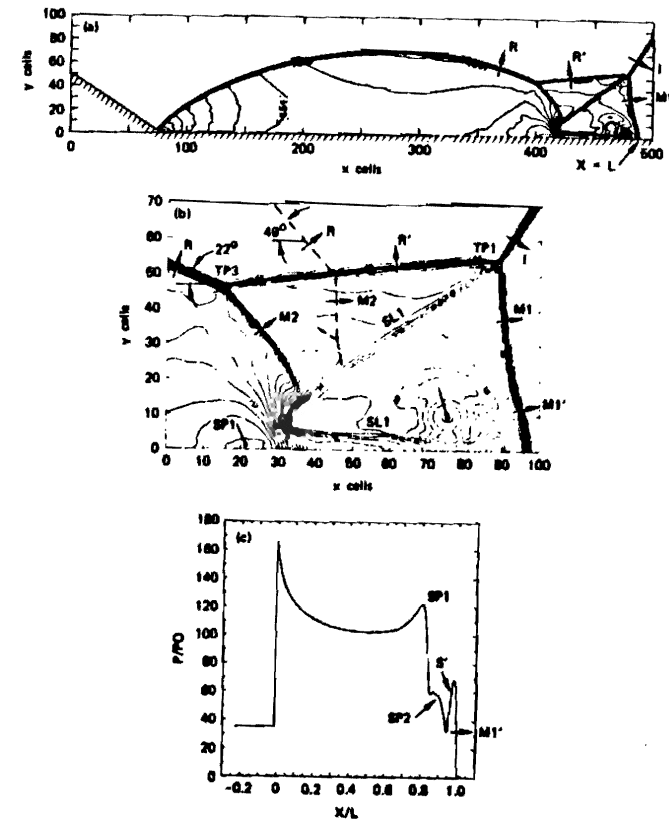 (a)
100
80
60
40
20
0
y cells
R
R'
I
0
100
200
300
400
500
x cells
X = L
(b)
70
60
50
40
30
20
10
0
y cells
R
22°
TP3
R
R'
TP1
I
M2
M2
SL1
M1
SP1
SL1
M1'
0 10 20 30 40 50 60 70 80 90 100
x cells
(c)
180
160
140
120
100
80
60
40
20
0
P/PO
SP1
S'
SP2
M1'
-0.2 0 0.2 0.4 0.6 0.8 1.0
X/L